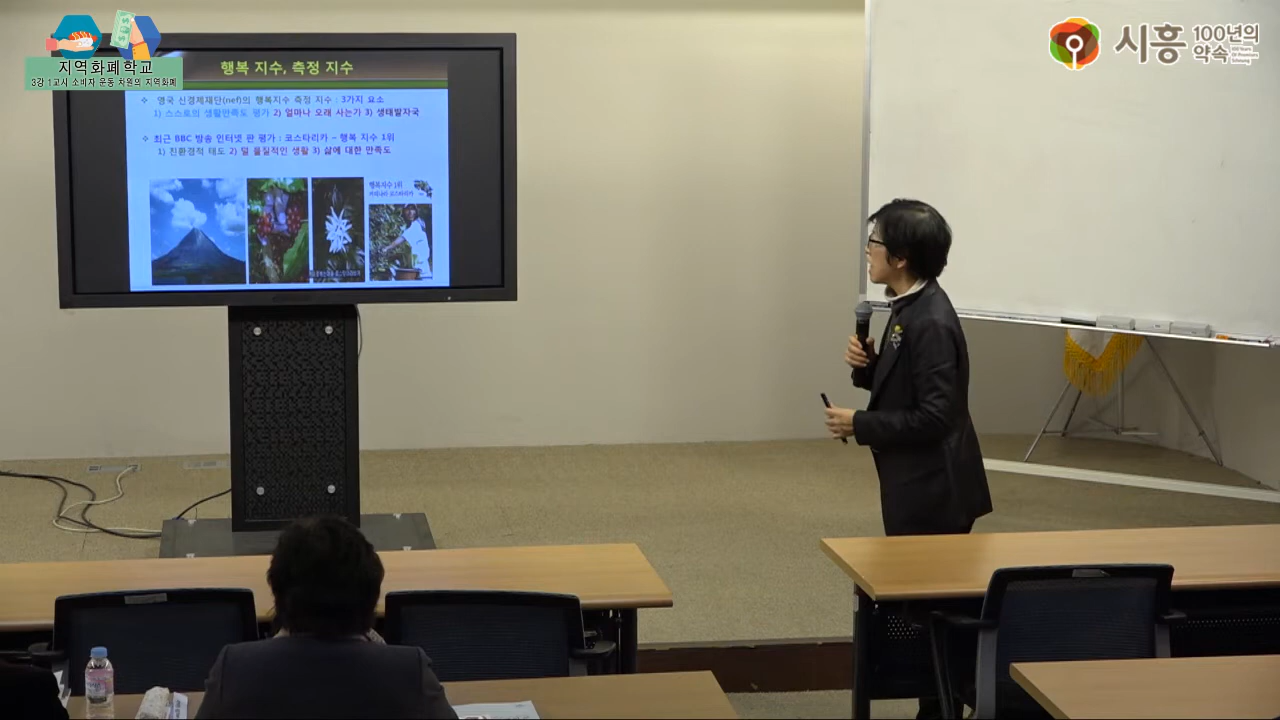 지역화폐학교
3강 1교시 소비자 운동 차원의 지역화폐
시흥
100년의
약속
행복 지수, 측정 지수
❖ 영국 신경제재단(nef)의 행복지수 측정 지수 : 3가지 요소
1) 스스로의 생활만족도 평가 2) 얼마나 오래 사는가 3) 생태발자국
❖ 최근 BBC 방송 인터넷 판 평가 : 코스타리카 – 행복 지수 1위
1) 친환경적 태도 2) 덜 물질적인 생활 3) 삶에 대한 만족도
행복지수 1위